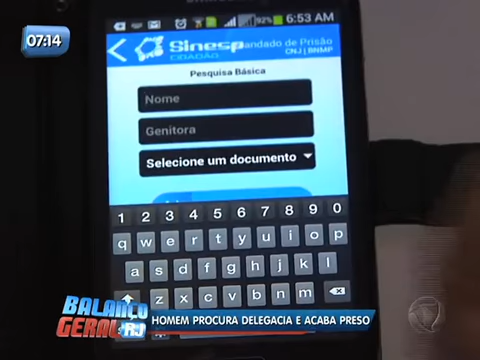 07:14
92% 6:53 AM
Sinesp
CIDADÃO
andado de Prisão
CNJ | BNMP
Pesquisa Básica
Nome
Genitora
Selecione um documento
1 2 3 4 5 6 7 8 9 0
q w e r t y u i o p
a s d f g h j k l
z x c v b n m
BALANÇO
GERAL RJ
HOMEM PROCURA DELEGACIA E ACABA PRESO